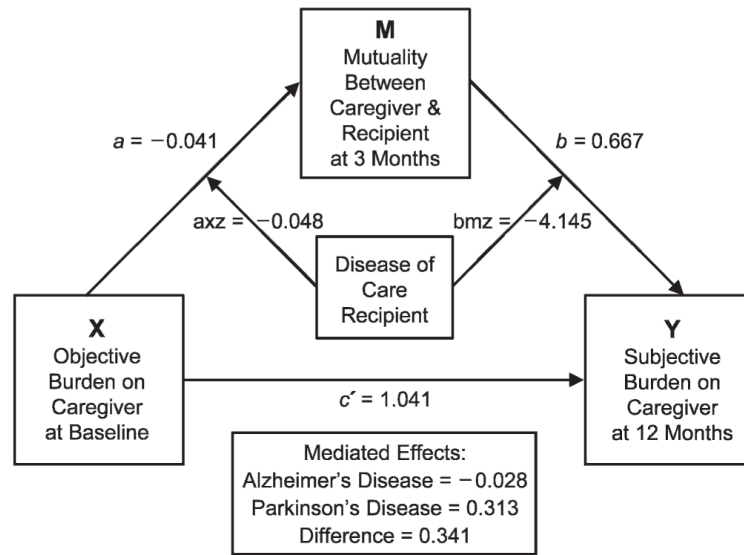 M
Mutuality
Between
Caregiver &
Recipient
at 3 Months
a = −0.041
b = 0.667
axz = −0.048
bmz = −4.145
Disease of
Care
Recipient
X
Objective
Burden on
Caregiver
at Baseline
Y
Subjective
Burden on
Caregiver
at 12 Months
c′ = 1.041
Mediated Effects:
Alzheimer's Disease = −0.028
Parkinson's Disease = 0.313
Difference = 0.341